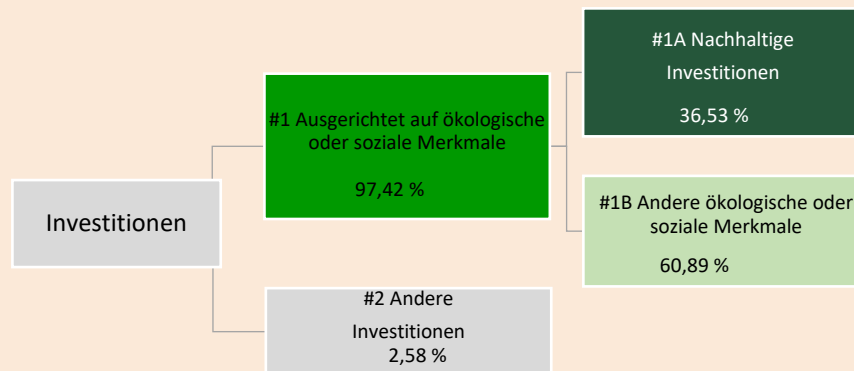 Investitionen
#1 Ausgerichtet auf ökologische
oder soziale Merkmale
97,42 %
#2 Andere
Investitionen
2,58 %
#1A Nachhaltige
Investitionen
36,53 %
#1B Andere ökologische oder
soziale Merkmale
60,89 %